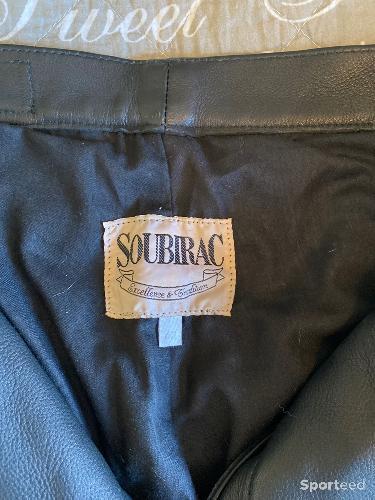 Sweet
SOUBIRAC
Excellence & Tradition
Sporteed